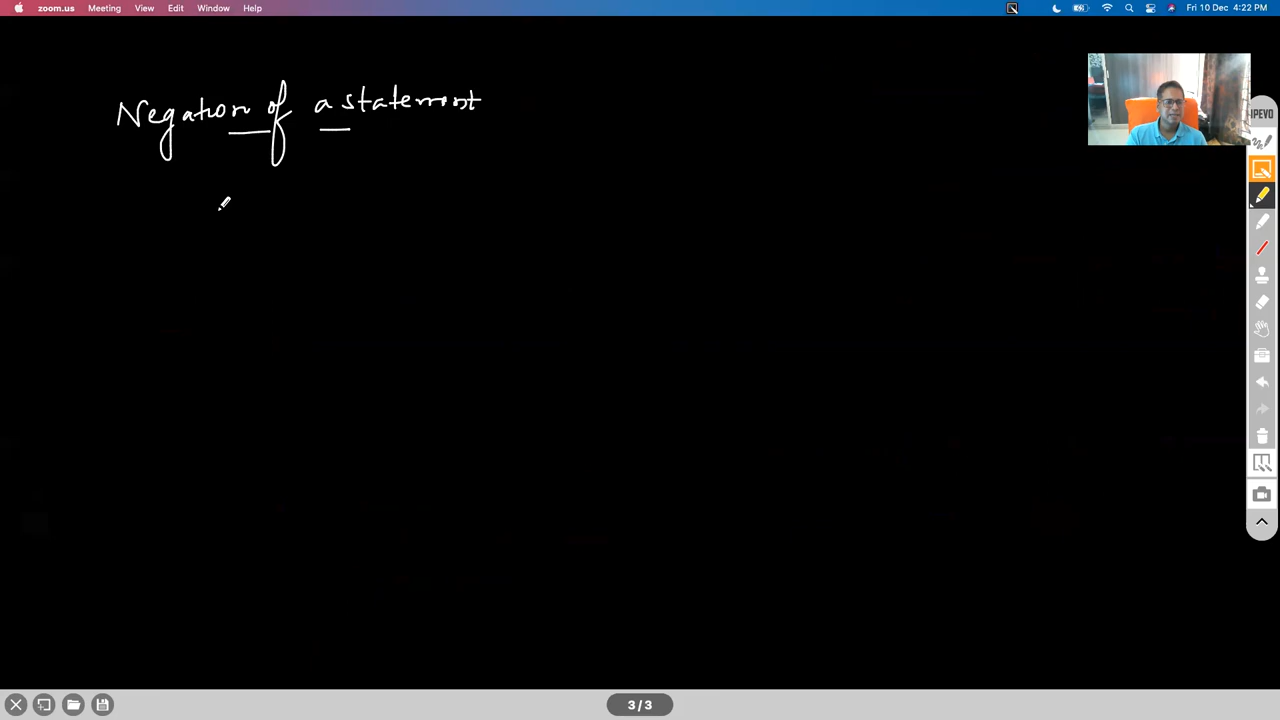 zoom.us Meeting View Edit Window Help Fri 10 Dec 4:22 PM
Negation of a statement
IPEVO
3/3